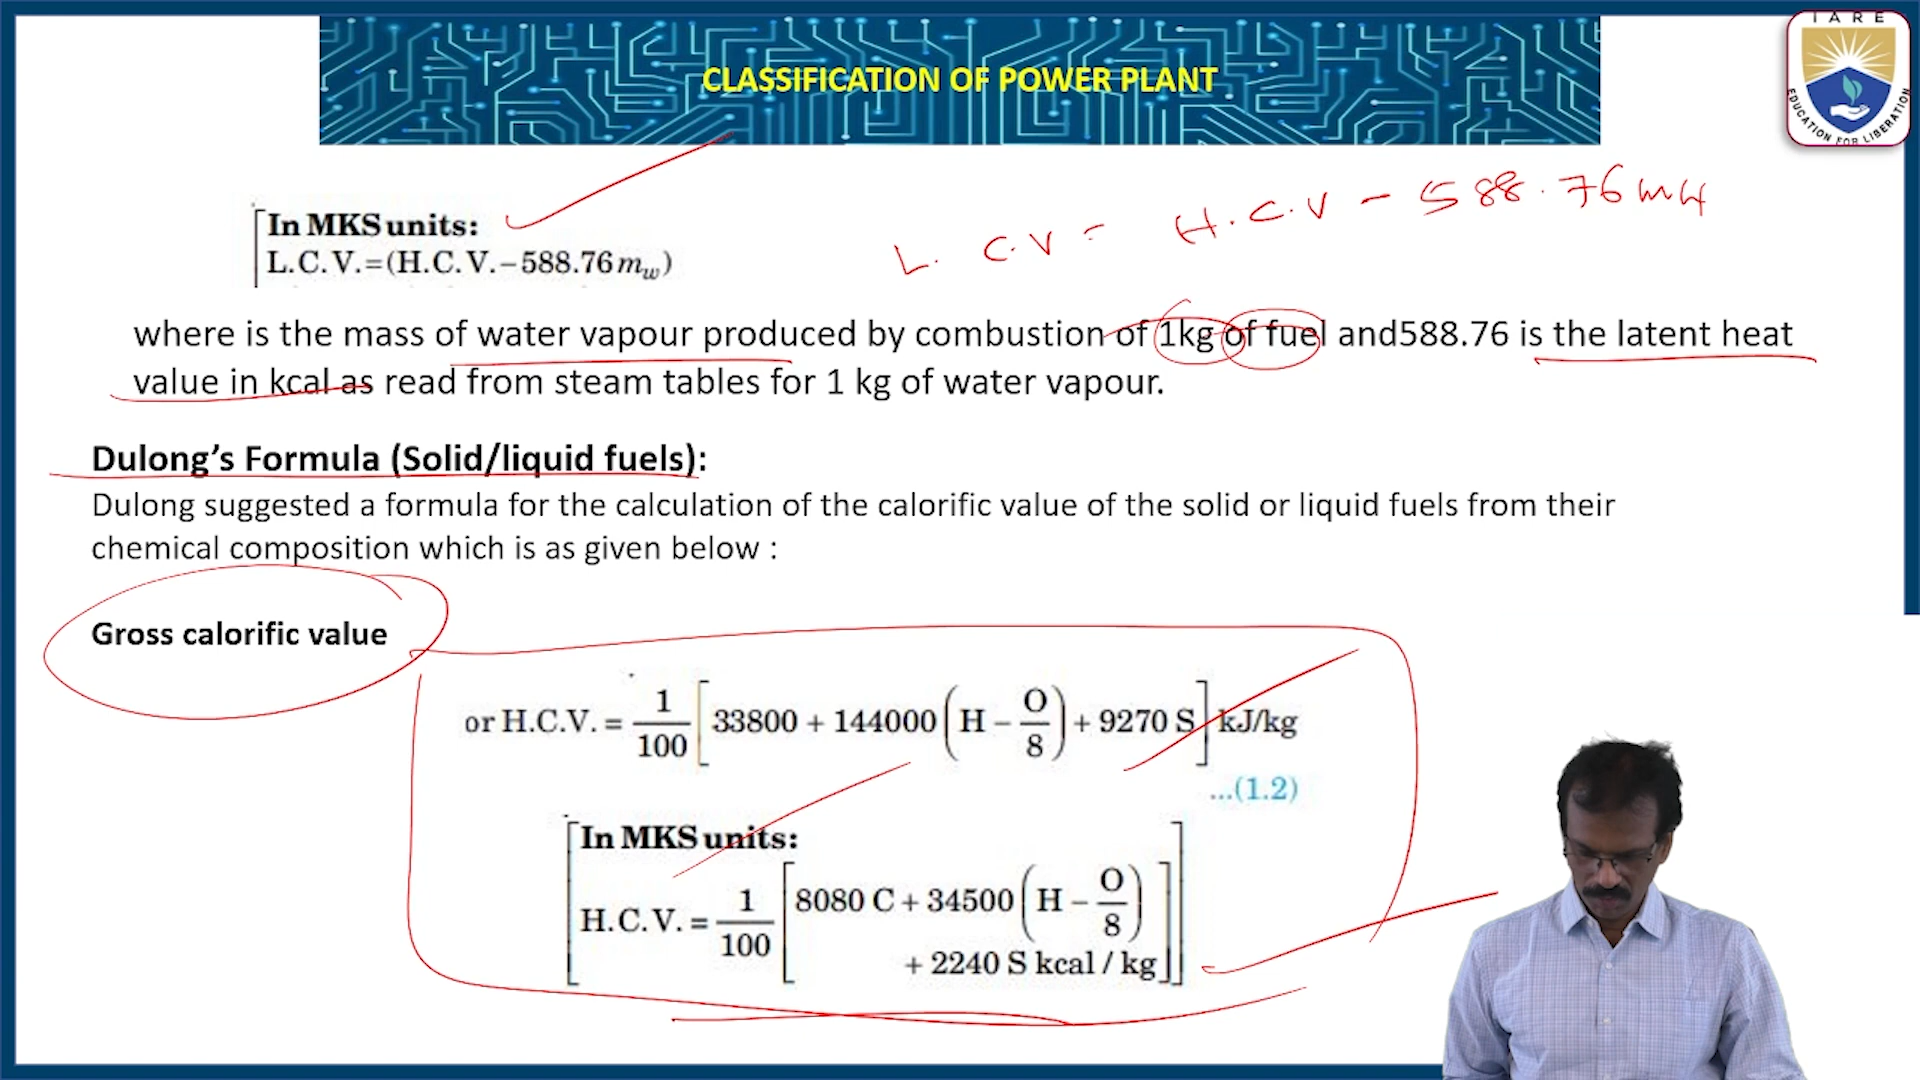 CLASSIFICATION OF POWER PLANT
IARE
EDUCATION FOR LIBERATION
In MKS units:
L.C.V.=(H.C.V.–588.76 mw)
L. C.V = H.C.V – 588.76 mw
where is the mass of water vapour produced by combustion of 1kg of fuel and588.76 is the latent heat
value in kcal as read from steam tables for 1 kg of water vapour.
Dulong’s Formula (Solid/liquid fuels):
Dulong suggested a formula for the calculation of the calorific value of the solid or liquid fuels from their
chemical composition which is as given below :
Gross calorific value
or H.C.V. = 1/100 [33800 + 144000 (H – O/8) + 9270 S] kJ/kg
...(1.2)
In MKS units:
H.C.V. = 1/100 [8080 C + 34500 (H – O/8)
+ 2240 S kcal / kg]